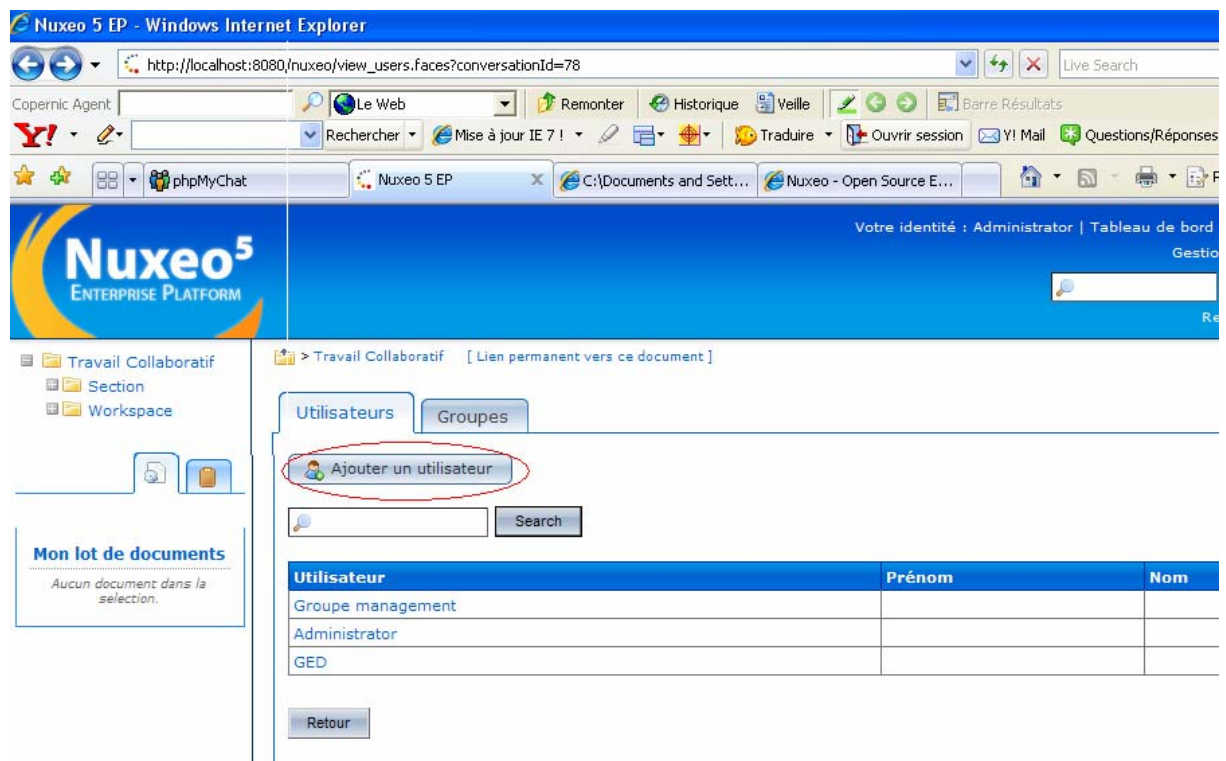 Nuxeo 5 EP - Windows Internet Explorer
http://localhost:8080/nuxeo/view_users.faces?conversationId=78
Live Search
Copernic Agent Le Web Remonter Historique Veille Barre Résultats
Y! Rechercher Mise à jour IE 7 ! Traduire Ouvrir session Y! Mail Questions/Réponses
phpMyChat Nuxeo 5 EP C:\Documents and Sett... Nuxeo - Open Source E...
Votre identité : Administrator | Tableau de bord
Gestio
Nuxeo5
ENTERPRISE PLATFORM
Re
Travail Collaboratif
Section
Workspace
> Travail Collaboratif [ Lien permanent vers ce document ]
Utilisateurs Groupes
Ajouter un utilisateur
Search
Mon lot de documents
Aucun document dans la
selection.
Utilisateur Prénom Nom
Groupe management
Administrator
GED
Retour